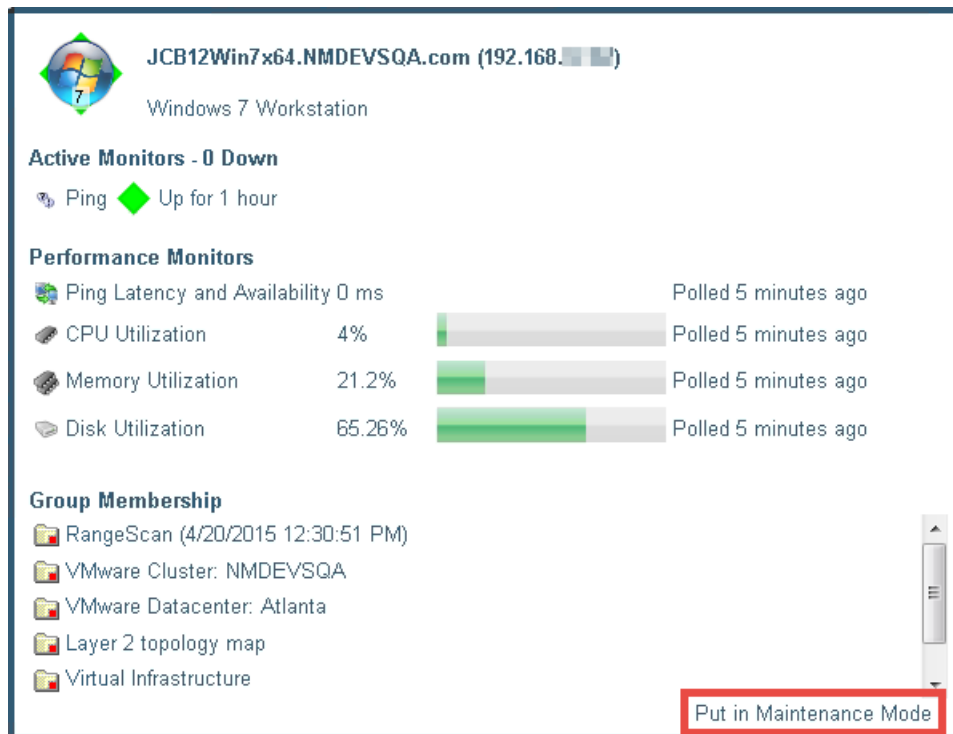 JCB12Win7x64.NMDEVSQA.com (192.168.
7
Windows 7 Workstation
Active Monitors - 0 Down
Ping Up for 1 hour
Performance Monitors
Ping Latency and Availability 0 ms Polled 5 minutes ago
CPU Utilization 4% Polled 5 minutes ago
Memory Utilization 21.2% Polled 5 minutes ago
Disk Utilization 65.26% Polled 5 minutes ago
Group Membership
RangeScan (4/20/2015 12:30:51 PM)
VMware Cluster: NMDEVSQA
VMware Datacenter: Atlanta
Layer 2 topology map
Virtual Infrastructure
Put in Maintenance Mode